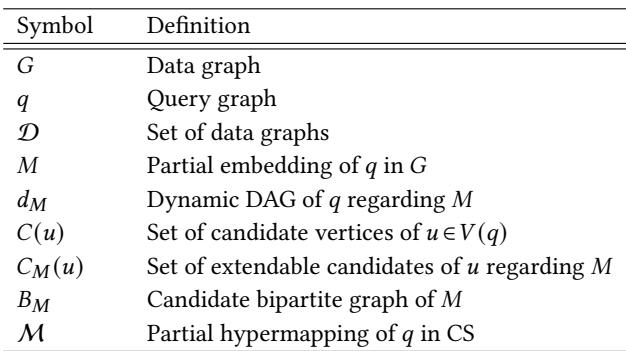 Symbol Definition
G Data graph
q Query graph
𝒟 Set of data graphs
M Partial embedding of q in G
d_M Dynamic DAG of q regarding M
C(u) Set of candidate vertices of u∈V(q)
C_M(u) Set of extendable candidates of u regarding M
B_M Candidate bipartite graph of M
ℳ Partial hypermapping of q in CS